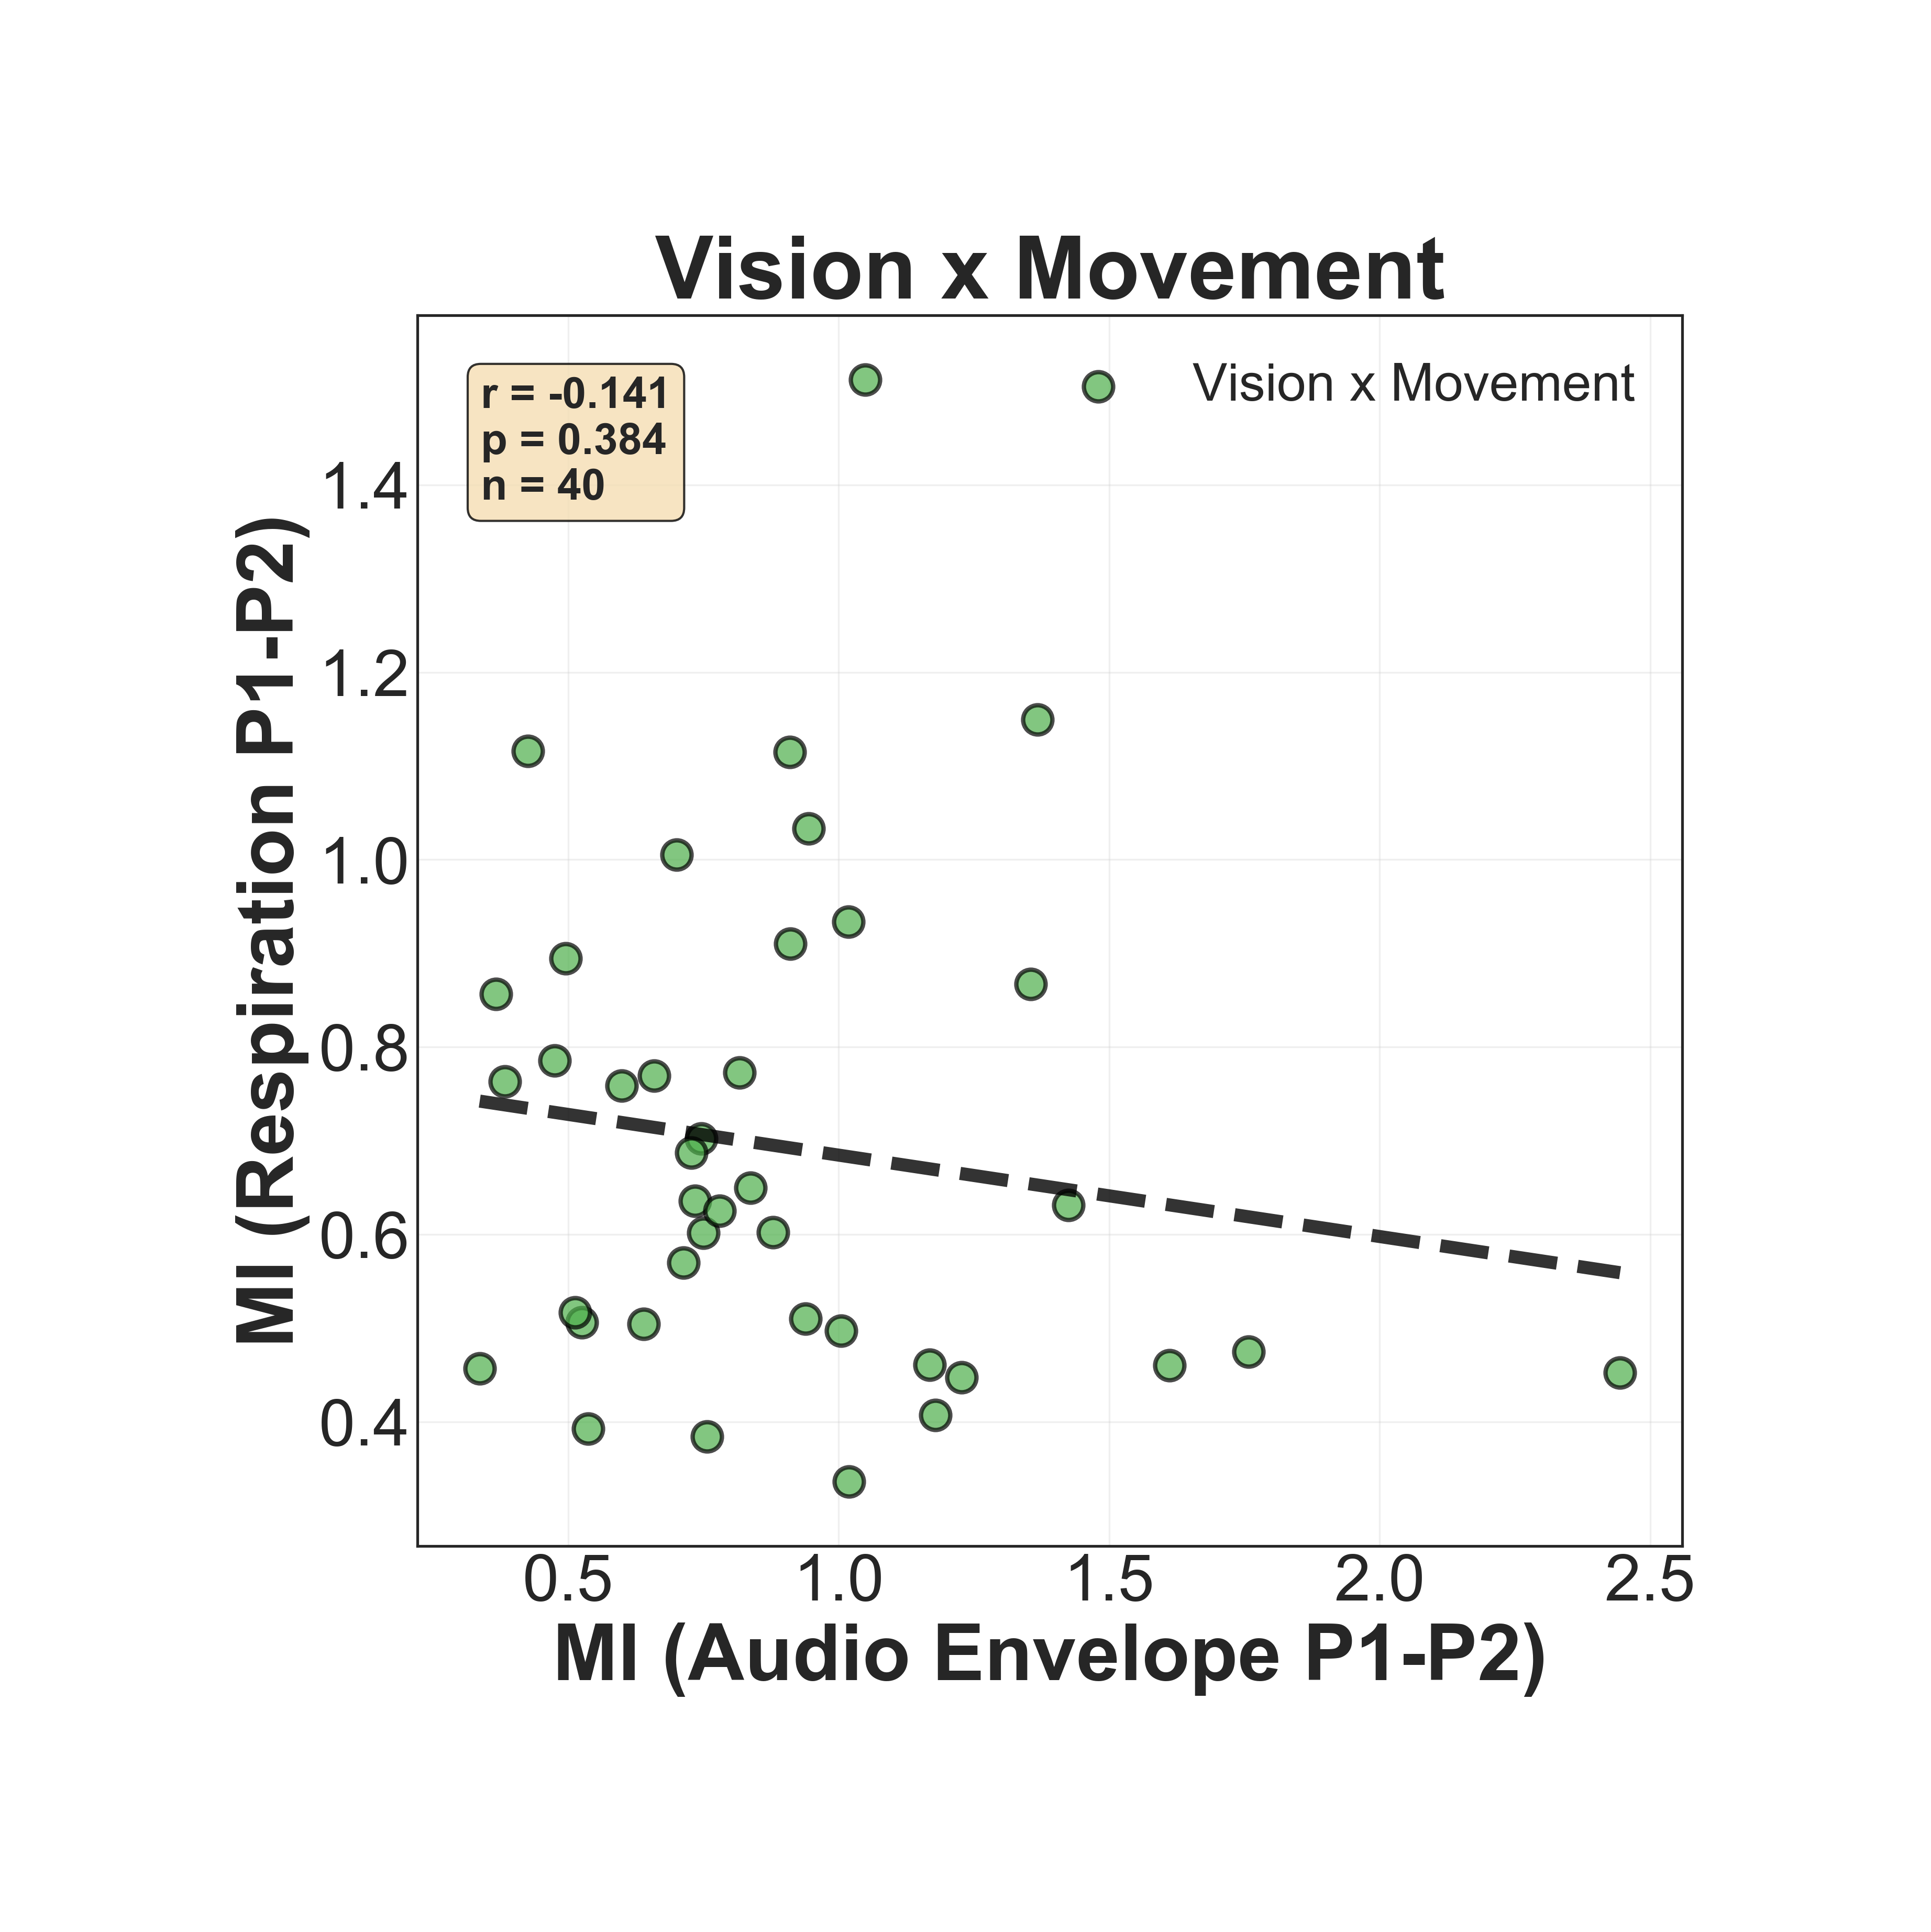 Vision x Movement
r = -0.141
p = 0.384
n = 40
Vision x Movement
MI (Respiration P1-P2)
1.4
1.2
1.0
0.8
0.6
0.4
0.5 1.0 1.5 2.0 2.5
MI (Audio Envelope P1-P2)